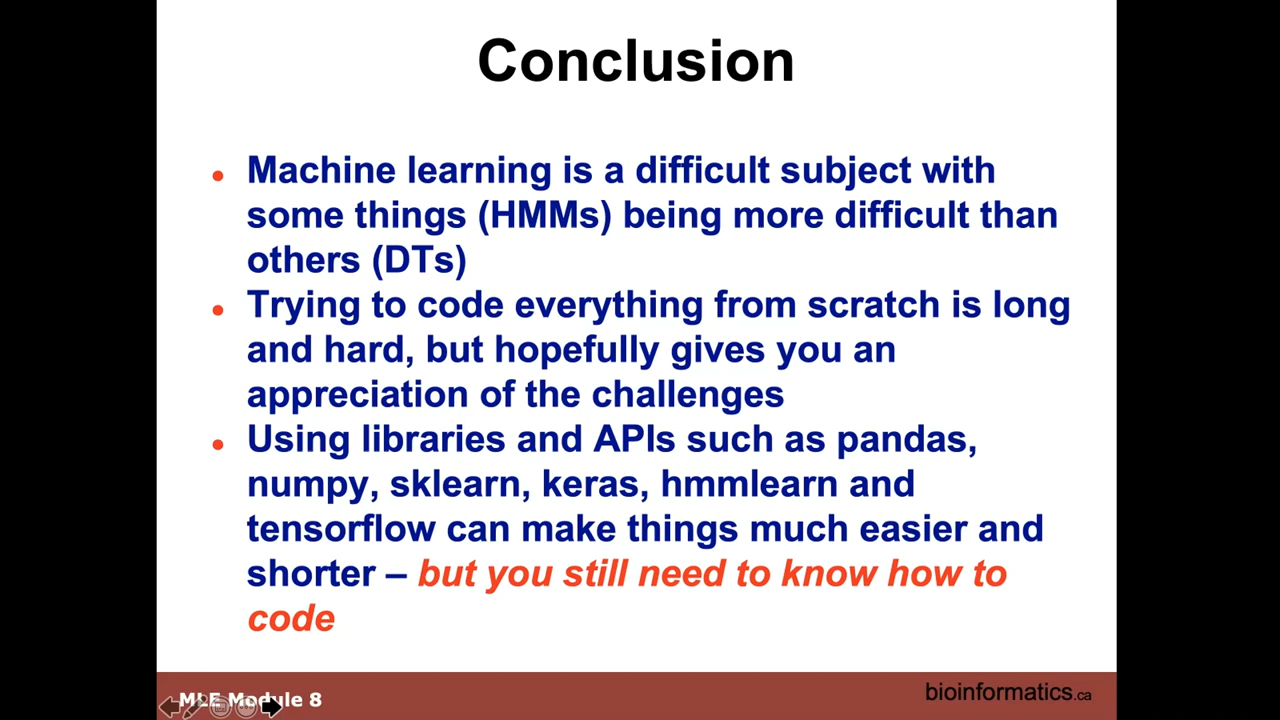 Conclusion
Machine learning is a difficult subject with
some things (HMMs) being more difficult than
others (DTs)
Trying to code everything from scratch is long
and hard, but hopefully gives you an
appreciation of the challenges
Using libraries and APIs such as pandas,
numpy, sklearn, keras, hmmlearn and
tensorflow can make things much easier and
shorter – but you still need to know how to
code
MLE Module 8
bioinformatics.ca